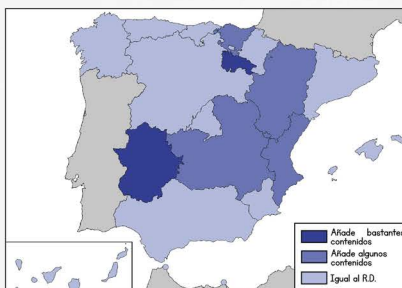 Añade bastantes
contenidos
Añade algunos
contenidos
Igual al R.D.